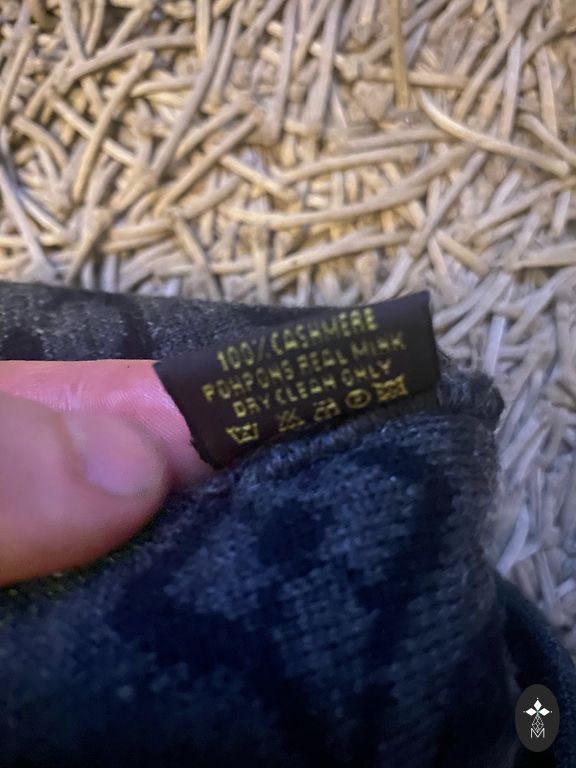 100% CASHMERE
POMPONS REAL MINK
DRY CLEAN ONLY